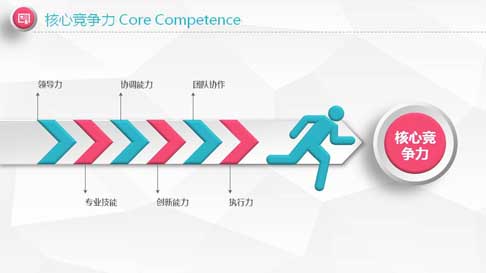 核心竞争力 Core Competence
领导力
协调能力
团队协作
核心竞
争力
专业技能
创新能力
执行力